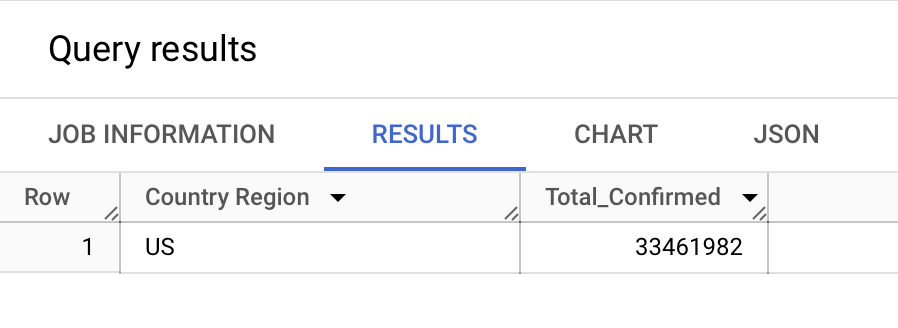 Query results
JOB INFORMATION RESULTS CHART JSON
Row Country Region Total_Confirmed
1 US 33461982